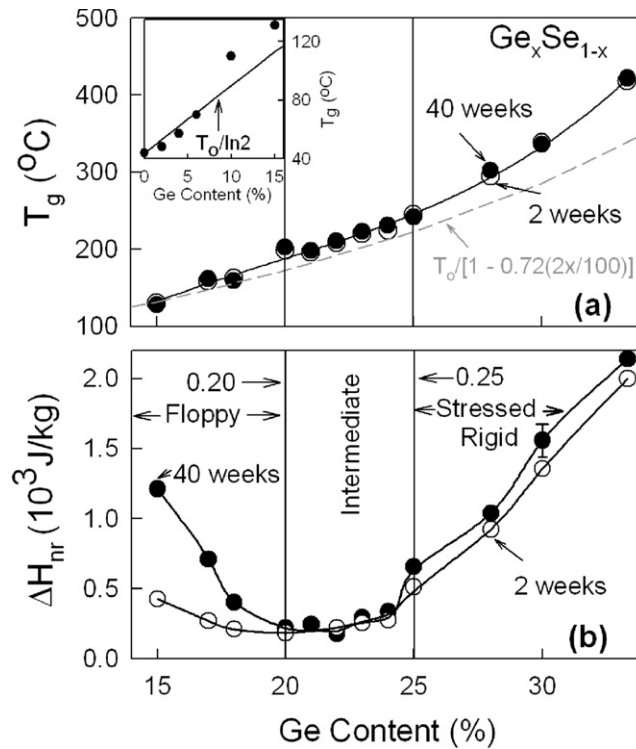 (a)
500
400
300
200
100
Tg (°C)
GexSe1-x
40 weeks
2 weeks
To/[1 - 0.72(2x/100)]
120
80
40
Tg (°C)
To/ln2
0 5 10 15
Ge Content (%)
(b)
2.0
1.5
1.0
0.5
0.0
ΔHnr (10³J/kg)
0.20
Floppy
40 weeks
Intermediate
0.25
Stressed
Rigid
2 weeks
15 20 25 30
Ge Content (%)